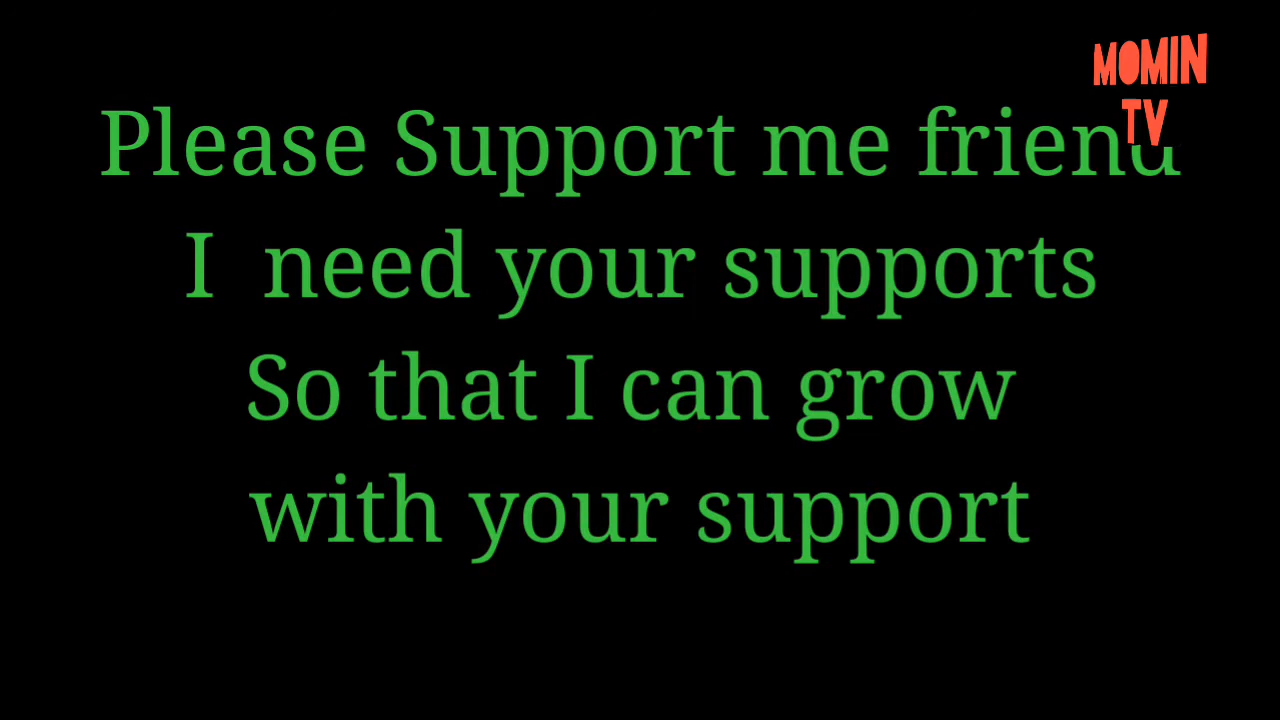 MOMIN
TV
Please Support me friend
I need your supports
So that I can grow
with your support